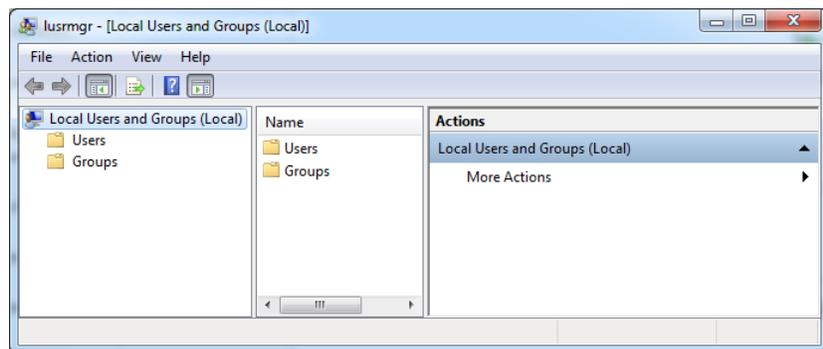 lusrmgr - [Local Users and Groups (Local)]
File Action View Help
Local Users and Groups (Local)
Users
Groups
Name
Users
Groups
Actions
Local Users and Groups (Local)
More Actions